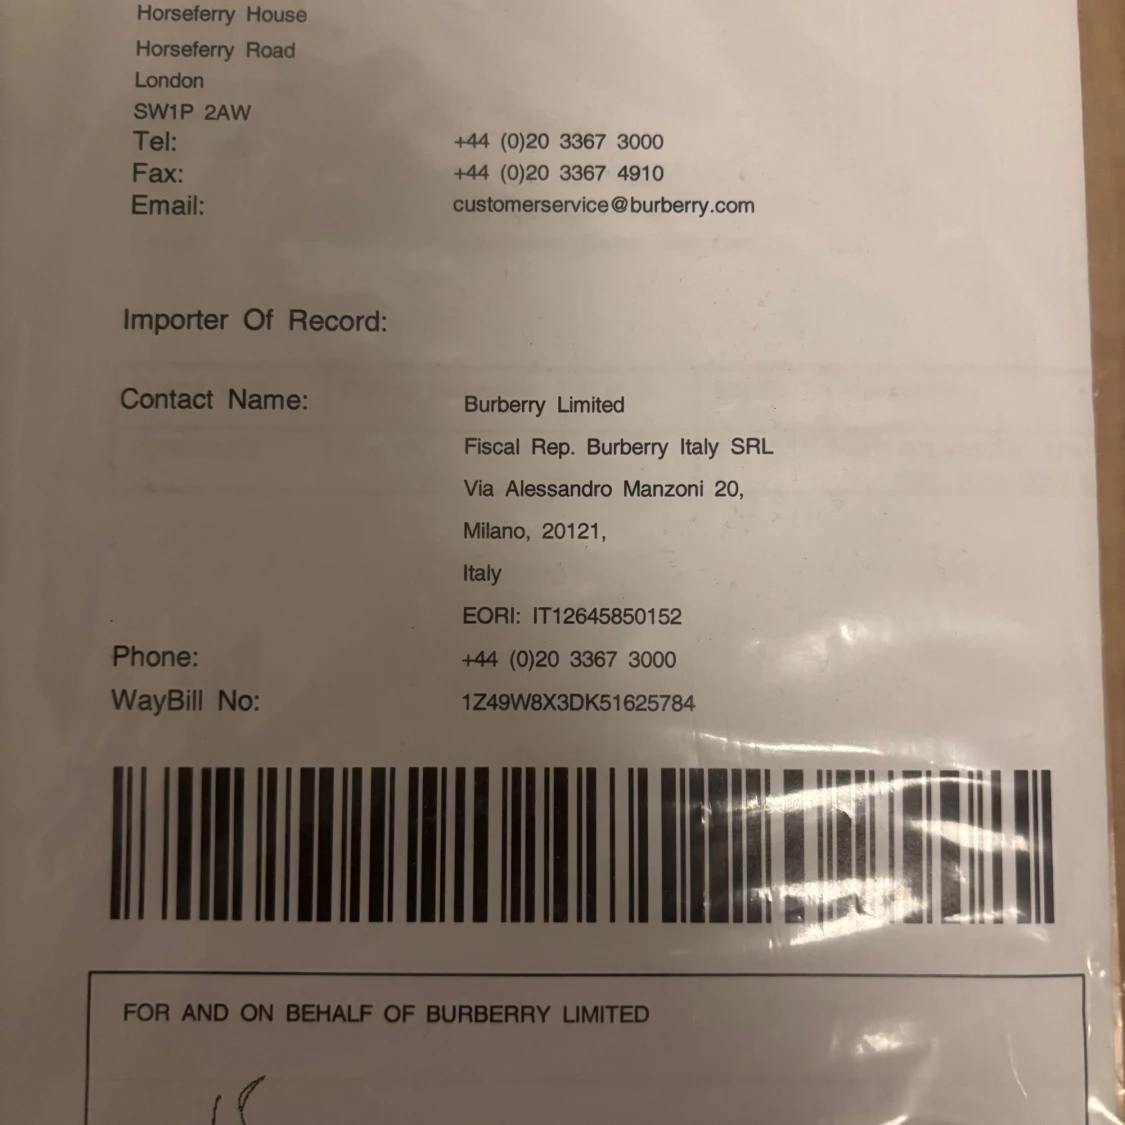 Horseferry House
Horseferry Road
London
SW1P 2AW
Tel: +44 (0)20 3367 3000
Fax: +44 (0)20 3367 4910
Email: customerservice@burberry.com
Importer Of Record:
Contact Name: Burberry Limited
Fiscal Rep. Burberry Italy SRL
Via Alessandro Manzoni 20,
Milano, 20121,
Italy
EORI: IT12645850152
Phone: +44 (0)20 3367 3000
WayBill No: 1Z49W8X3DK51625784
FOR AND ON BEHALF OF BURBERRY LIMITED